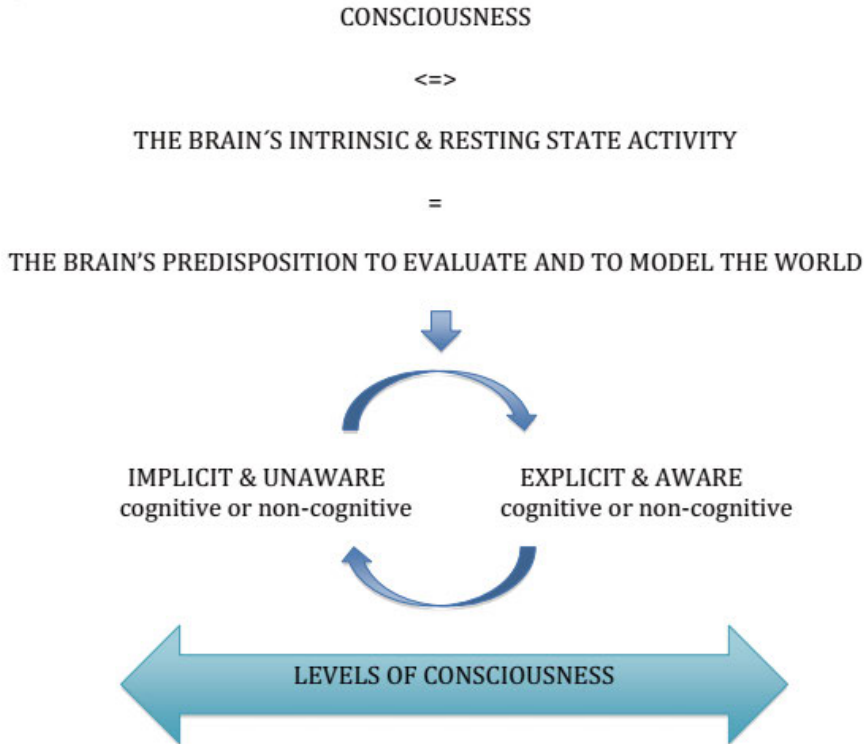 CONSCIOUSNESS
<=>
THE BRAIN´S INTRINSIC & RESTING STATE ACTIVITY
=
THE BRAIN’S PREDISPOSITION TO EVALUATE AND TO MODEL THE WORLD
IMPLICIT & UNAWARE
cognitive or non-cognitive
EXPLICIT & AWARE
cognitive or non-cognitive
LEVELS OF CONSCIOUSNESS